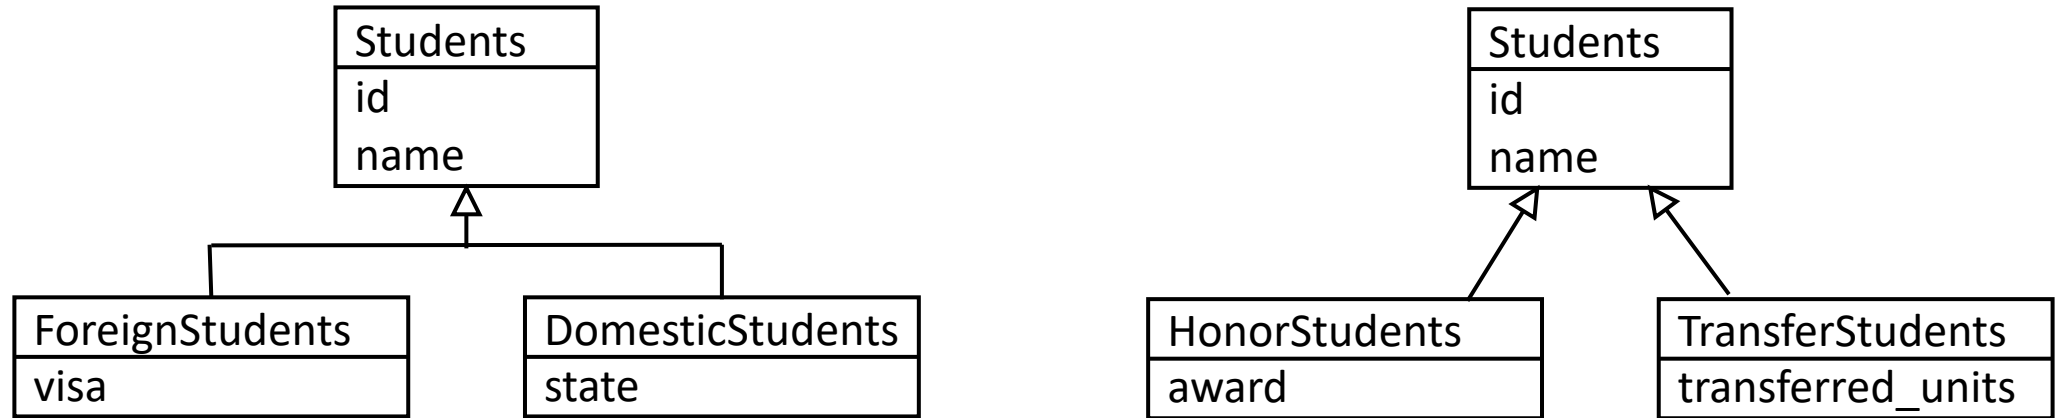 Students
id
name
ForeignStudents
visa
DomesticStudents
state
Students
id
name
HonorStudents
award
TransferStudents
transferred_units